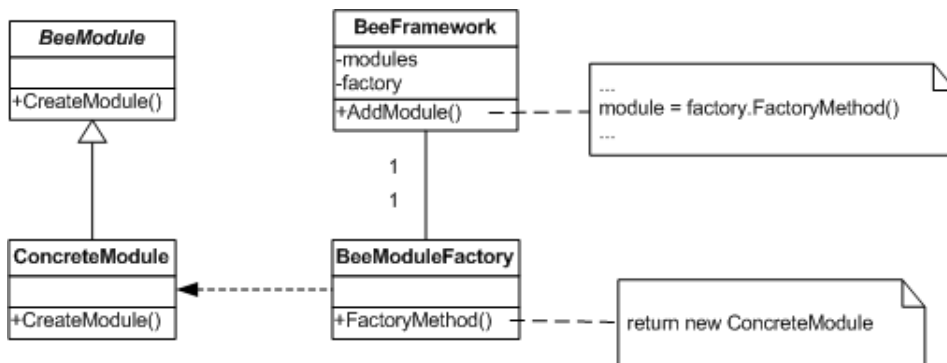 BeeModule
+CreateModule()
BeeFramework
-modules
-factory
+AddModule()
...
module = factory.FactoryMethod()
...
1
1
ConcreteModule
+CreateModule()
BeeModuleFactory
+FactoryMethod()
return new ConcreteModule